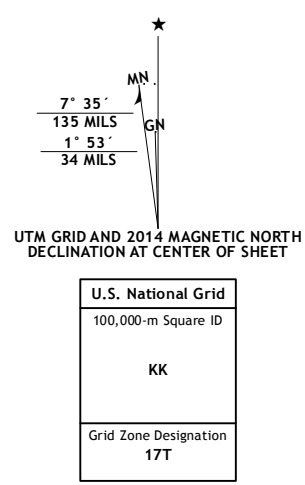 ★
MN
7° 35´
135 MILS
GN
1° 53´
34 MILS
UTM GRID AND 2014 MAGNETIC NORTH
DECLINATION AT CENTER OF SHEET
U.S. National Grid
100,000-m Square ID
KK
Grid Zone Designation
17T